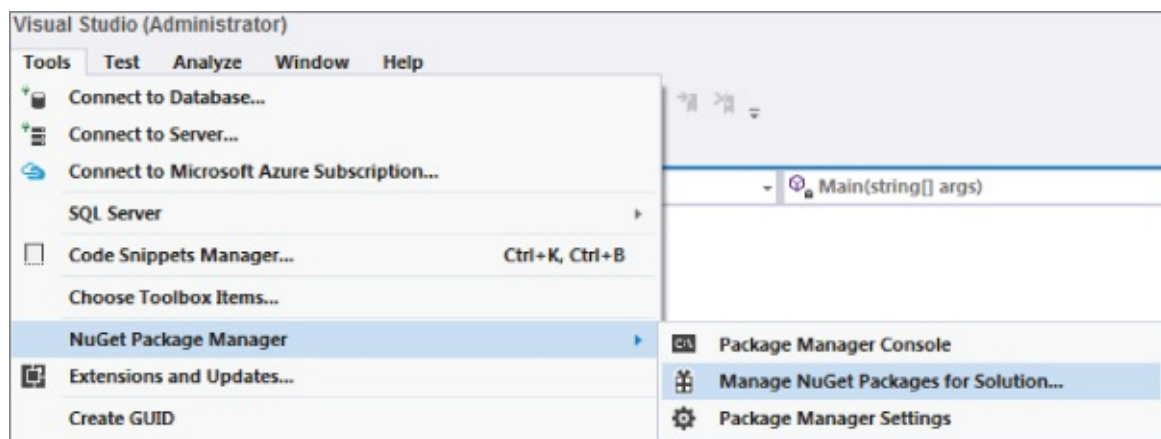 Visual Studio (Administrator)
Tools Test Analyze Window Help
Connect to Database...
Connect to Server...
Connect to Microsoft Azure Subscription...
Main(string[] args)
SQL Server
Code Snippets Manager... Ctrl+K, Ctrl+B
Choose Toolbox Items...
NuGet Package Manager
Package Manager Console
Extensions and Updates...
Manage NuGet Packages for Solution...
Create GUID
Package Manager Settings